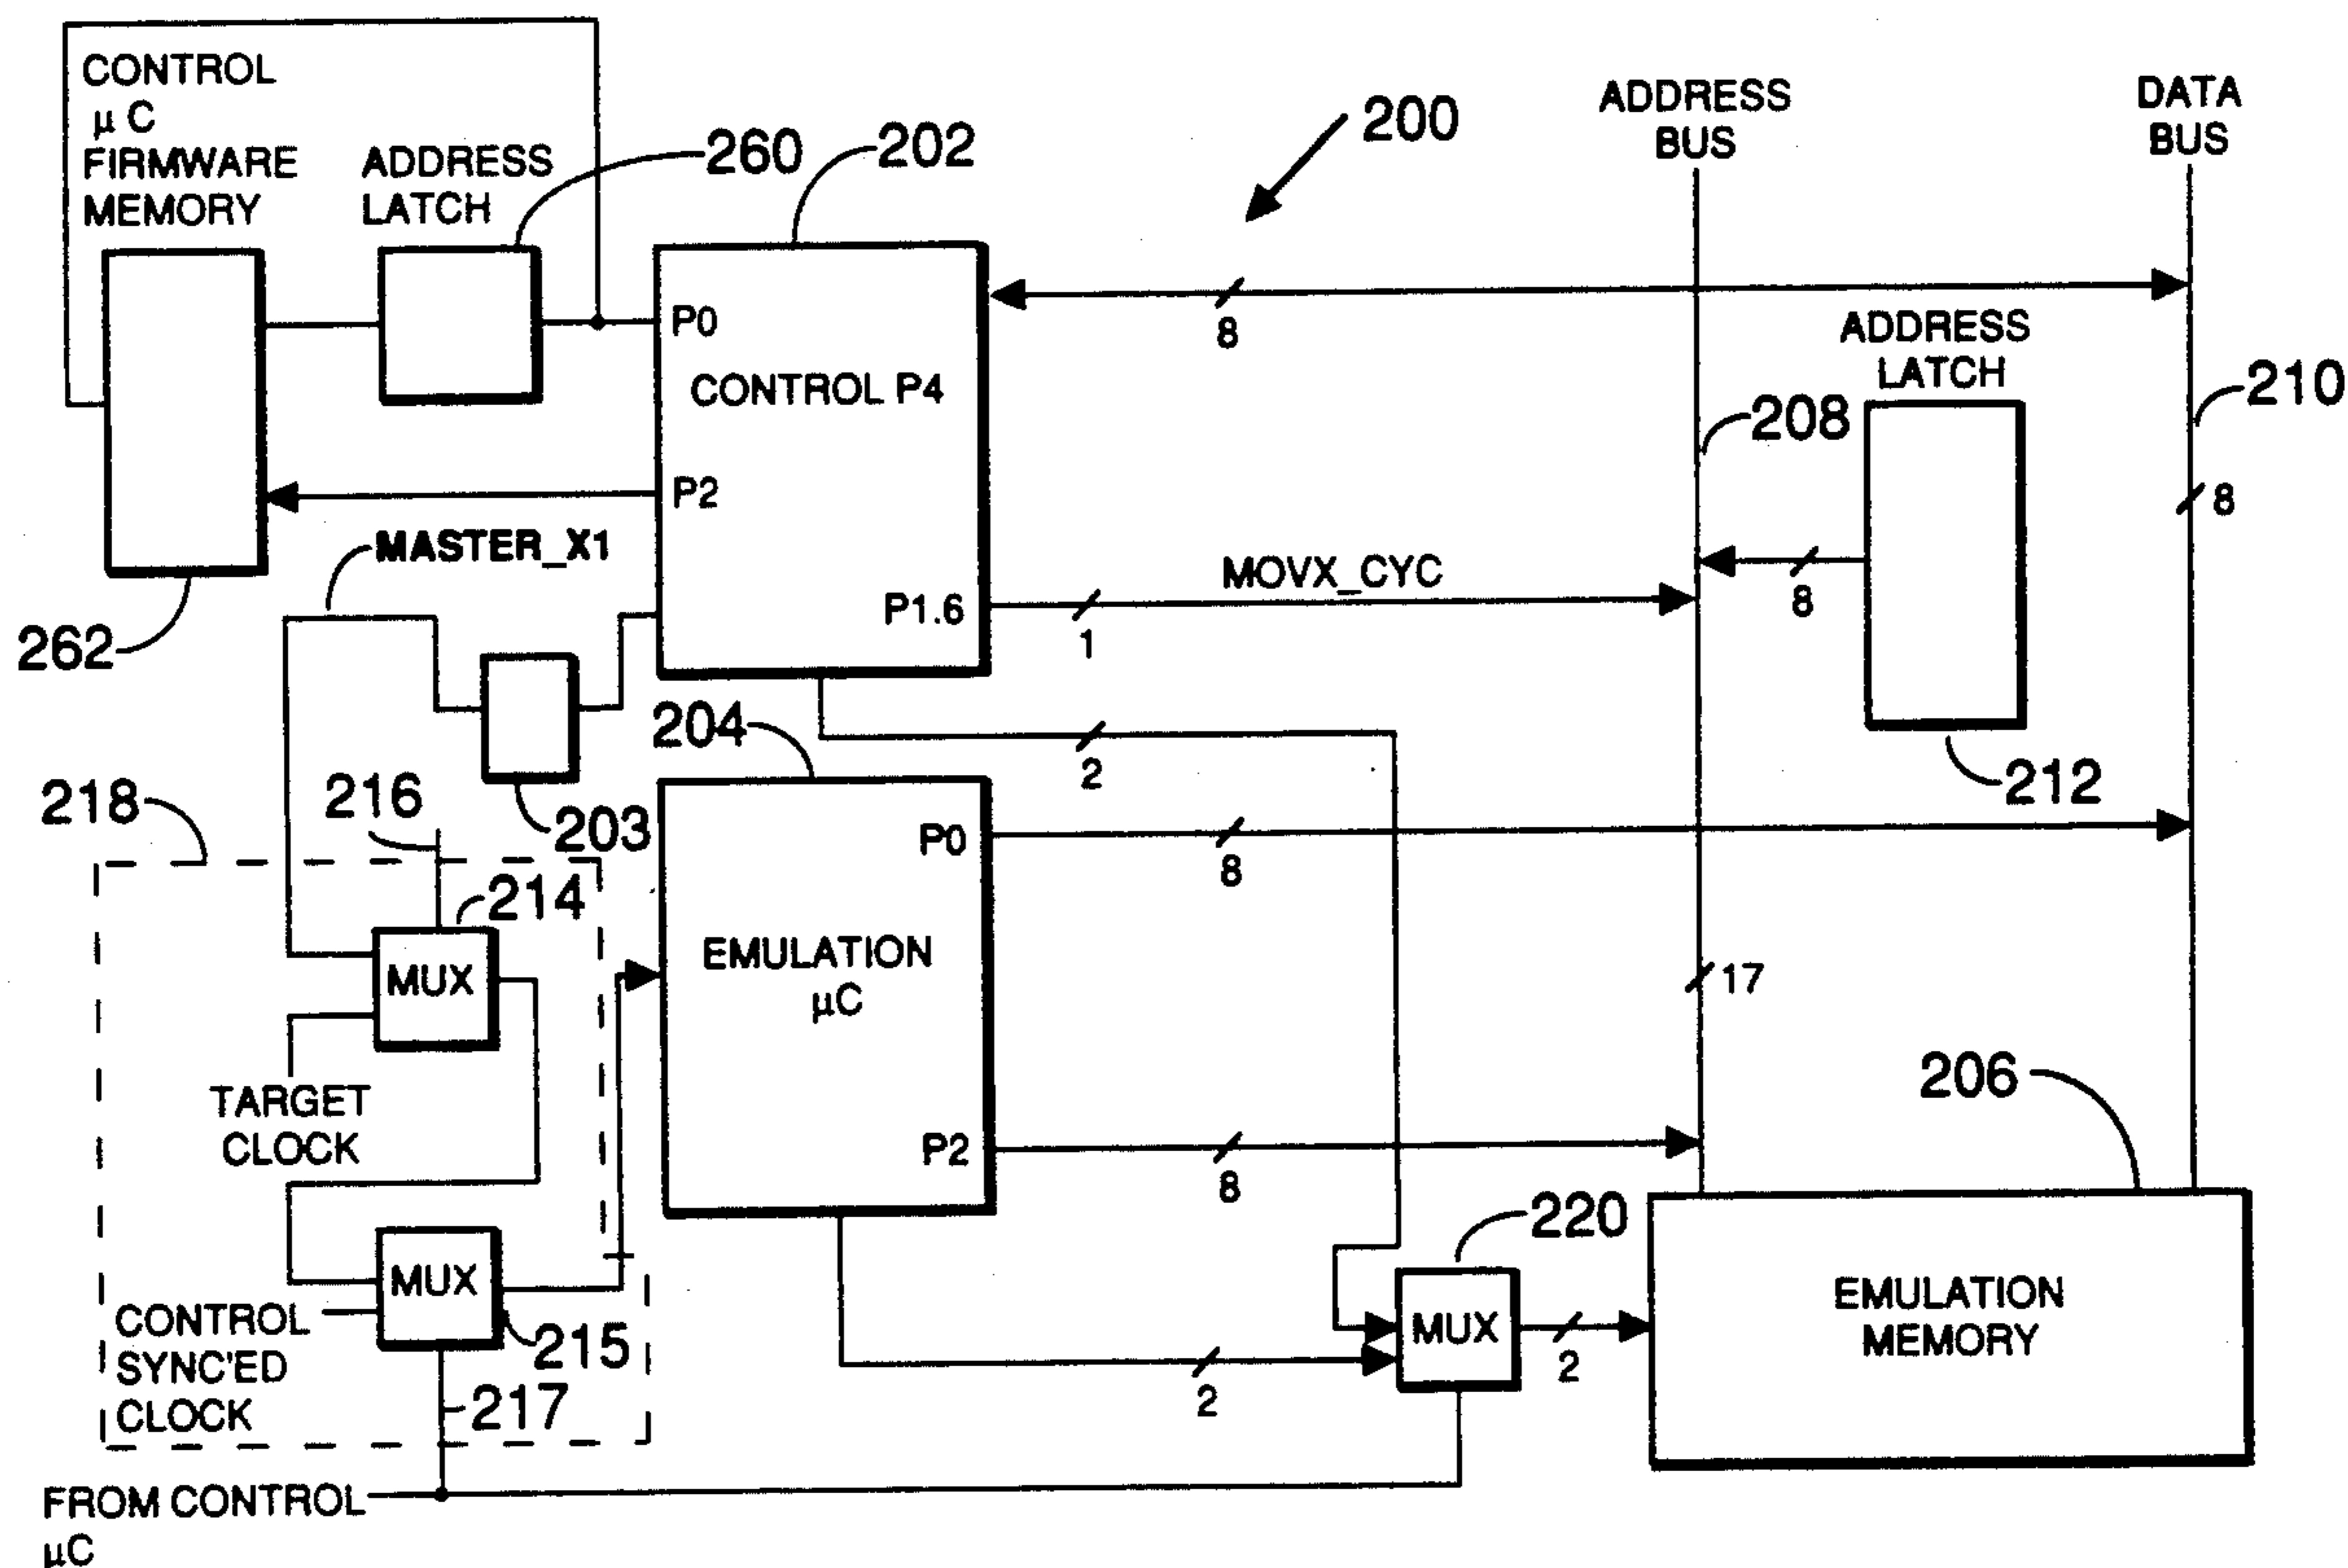 CONTROL
μ C
FIRMWARE
MEMORY
ADDRESS
LATCH
260
202
200
ADDRESS
BUS
DATA
BUS
P0
CONTROL P4
8
ADDRESS
LATCH
210
208
8
P2
MASTER_X1
262
P1.6
MOVX_CYC
1
8
212
204
2
203
218
216
214
MUX
P0
8
EMULATION
μC
17
TARGET
CLOCK
P2
8
206
220
MUX
CONTROL
SYNC'ED
CLOCK
215
217
MUX
2
2
EMULATION
MEMORY
FROM CONTROL
μC